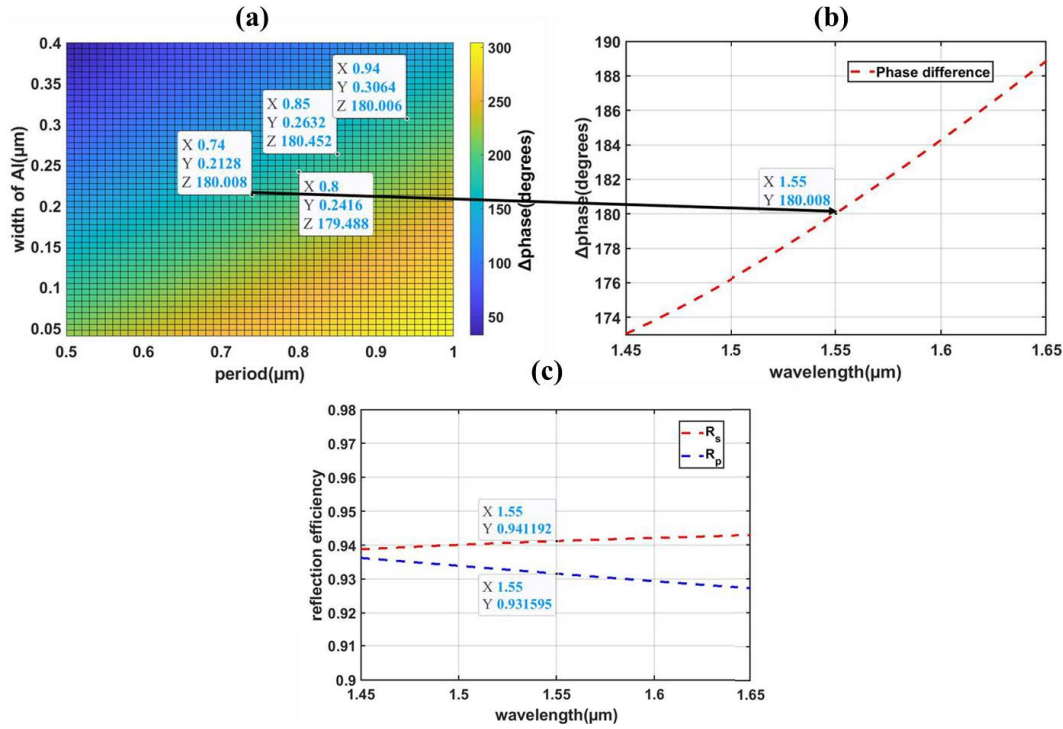 (a)
0.4
0.35
0.3
0.25
0.2
0.15
0.1
0.05
width of Al(µm)
0.5
0.6
0.7
0.8
0.9
1
period(µm)
X 0.94
Y 0.3064
Z 180.006
X 0.85
Y 0.2632
Z 180.452
X 0.74
Y 0.2128
Z 180.008
X 0.8
Y 0.2416
Z 179.488
300
250
200
150
100
50
Δphase(degrees)
(b)
190
188
186
184
182
180
178
176
174
Δphase(degrees)
Phase difference
X 1.55
Y 180.008
1.45
1.5
1.55
1.6
1.65
wavelength(µm)
(c)
0.98
0.97
0.96
0.95
0.94
0.93
0.92
0.91
0.9
reflection efficiency
Rs
Rp
X 1.55
Y 0.941192
X 1.55
Y 0.931595
1.45
1.5
1.55
1.6
1.65
wavelength(µm)